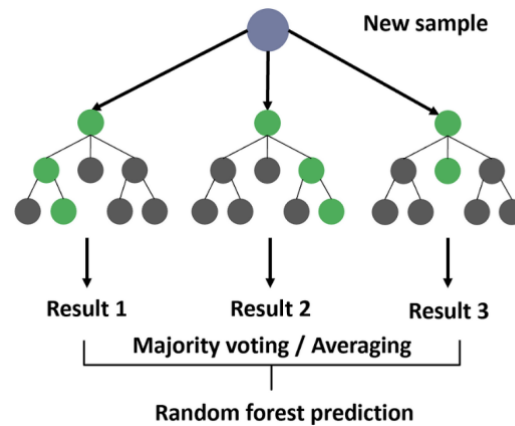 New sample
Result 1
Result 2
Result 3
Majority voting / Averaging
Random forest prediction